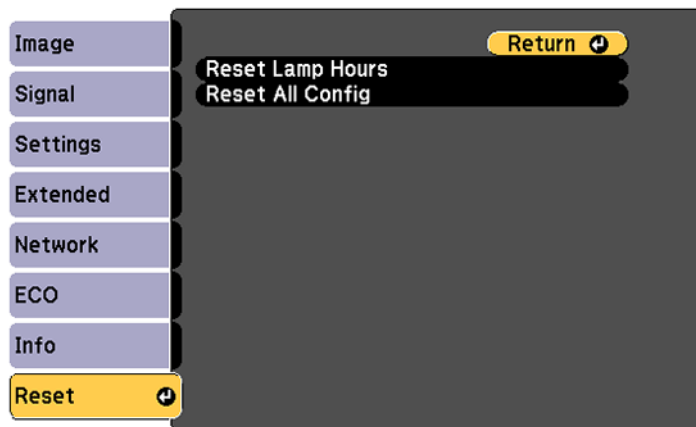 Image
Signal
Settings
Extended
Network
ECO
Info
Reset
Return
Reset Lamp Hours
Reset All Config